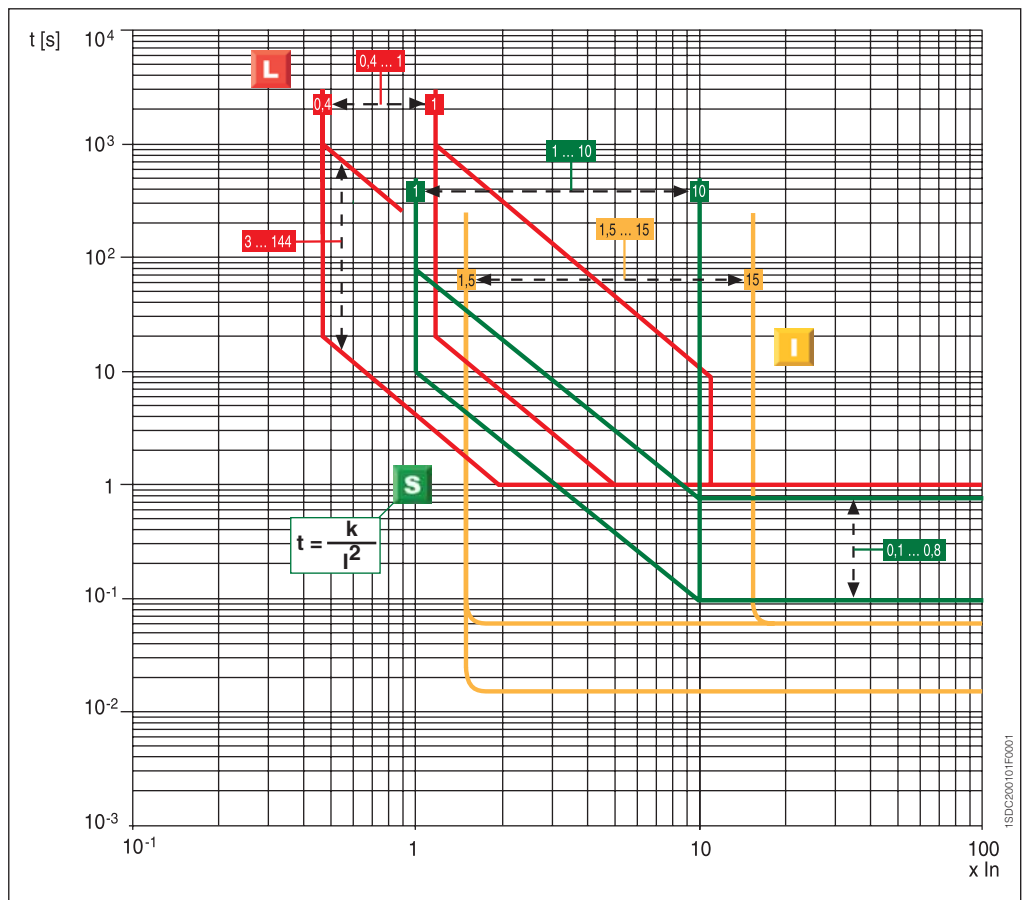 t [s]
10⁴
10³
10²
10
1
10⁻¹
10⁻²
10⁻³
10⁻¹
1
10
100
x In
L
0,4 ... 1
0,4
1
1 ... 10
1
10
3 ... 144
1,5 ... 15
1,5
15
I
S
t = k
I²
0,1 ... 0,8
1SDC200101F0001